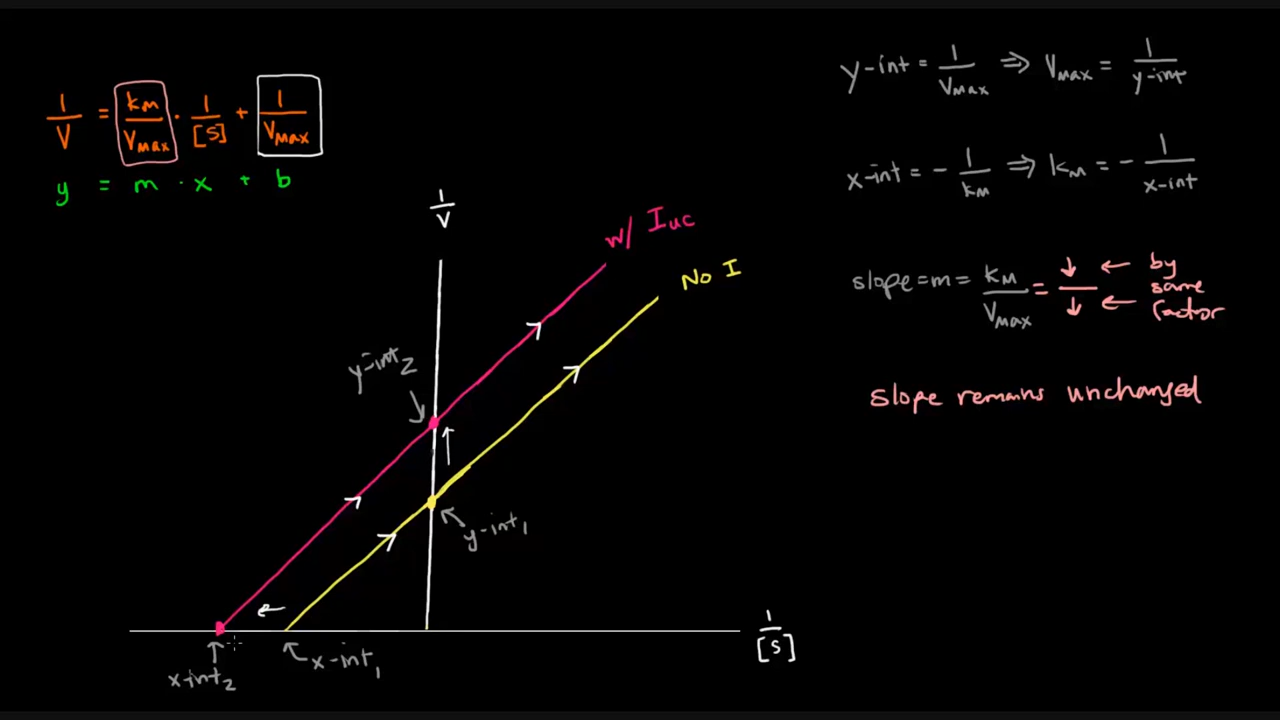 1/V = kM/VMax · 1/[S] + 1/VMax
y = m · x + b
1/V
w/ Iuc
No I
y-int2
y-int1
x-int2
x-int1
1/[S]
y-int = 1/VMax ⇒ VMax = 1/y-int
x-int = - 1/kM ⇒ kM = - 1/x-int
slope = m = kM/VMax = ↓/↓ ← by
← same
factor
slope remains unchanged